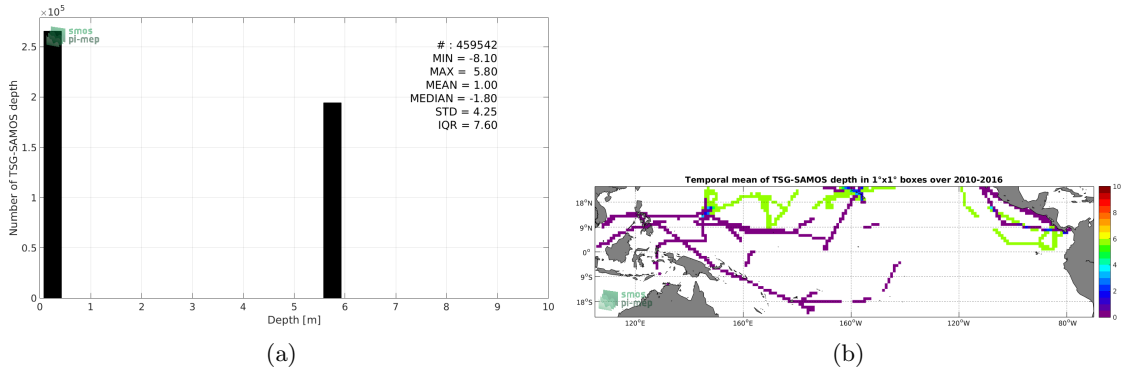 ×10⁵
smos
pi-mep
# : 459542
MIN = -8.10
MAX = 5.80
MEAN = 1.00
MEDIAN = -1.80
STD = 4.25
IQR = 7.60
Number of TSG-SAMOS depth
2.5
2
1.5
1
0.5
0
0 1 2 3 4 5 6 7 8 9 10
Depth [m]
(a)
Temporal mean of TSG-SAMOS depth in 1°x1° boxes over 2010-2016
18°N
9°N
0°
9°S
18°S
120°E 160°E 160°W 120°W 80°W
10
8
6
4
2
0
smos
pi-mep
(b)